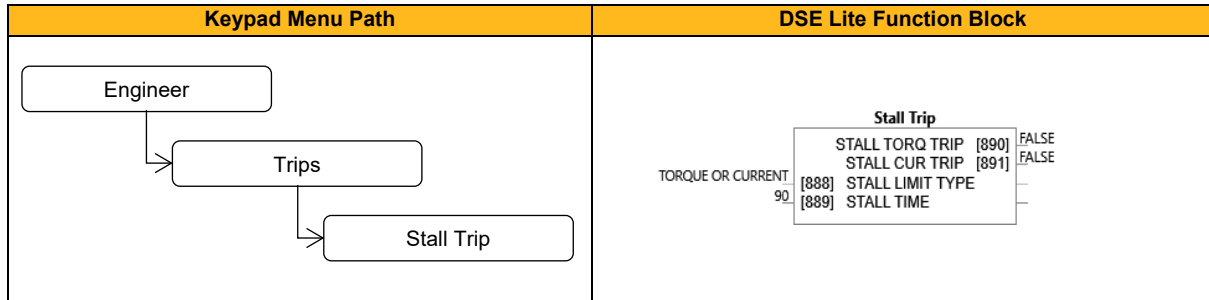 Keypad Menu Path
DSE Lite Function Block
Engineer
Trips
Stall Trip
Stall Trip
STALL TORQ TRIP [890] FALSE
STALL CUR TRIP [891] FALSE
TORQUE OR CURRENT [888] STALL LIMIT TYPE
90 [889] STALL TIME